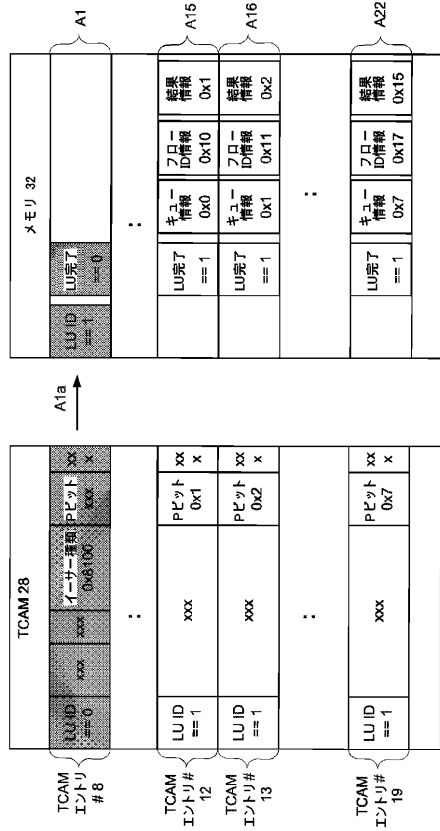 TCAM 28
TCAM
エントリ
# 8
LU ID
== 0
xxx
xxx
イーサー種類
0x8100
Pビット
xxx
xx
x
:
TCAM
エントリ#
12
LU ID
== 1
xxx
Pビット
0x1
xx
x
TCAM
エントリ#
13
LU ID
== 1
xxx
Pビット
0x2
xx
x
:
TCAM
エントリ#
19
LU ID
== 1
xxx
Pビット
0x7
xx
x
A1a
メモリ 32
LU ID
== 1
LU完了
== 0
A1
:
LU完了
== 1
キュー
情報
0x0
フロー
ID情報
0x10
結果
情報
0x1
A15
LU完了
== 1
キュー
情報
0x1
フロー
ID情報
0x11
結果
情報
0x2
A16
:
LU完了
== 1
キュー
情報
0x7
フロー
ID情報
0x17
結果
情報
0x15
A22